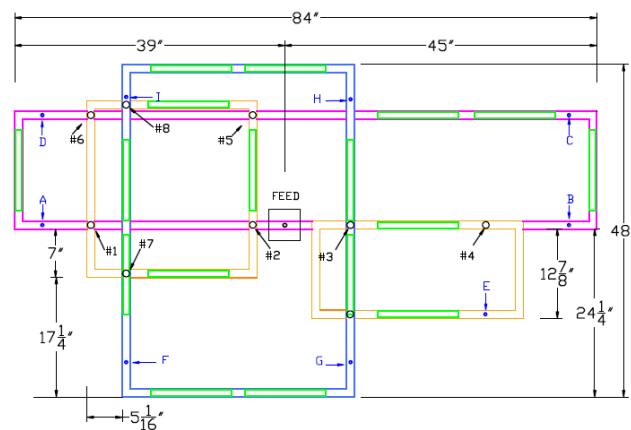 84″
39″ 45″
I H
#8
D #6 #5 C
FEED
A B
#1 #7 #2 #3 #4
7″ 48
E 12 7/8″
17 1/4″ 24 1/4″
F G
5 1/16″